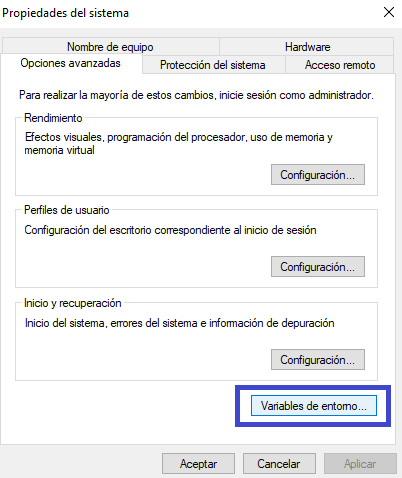 Propiedades del sistema
Nombre de equipo
Hardware
Opciones avanzadas
Protección del sistema
Acceso remoto
Para realizar la mayoría de estos cambios, inicie sesión como administrador.
Rendimiento
Efectos visuales, programación del procesador, uso de memoria y
memoria virtual
Configuración...
Perfiles de usuario
Configuración del escritorio correspondiente al inicio de sesión
Configuración...
Inicio y recuperación
Inicio del sistema, errores del sistema e información de depuración
Configuración...
Variables de entorno...
Aceptar
Cancelar
Aplicar